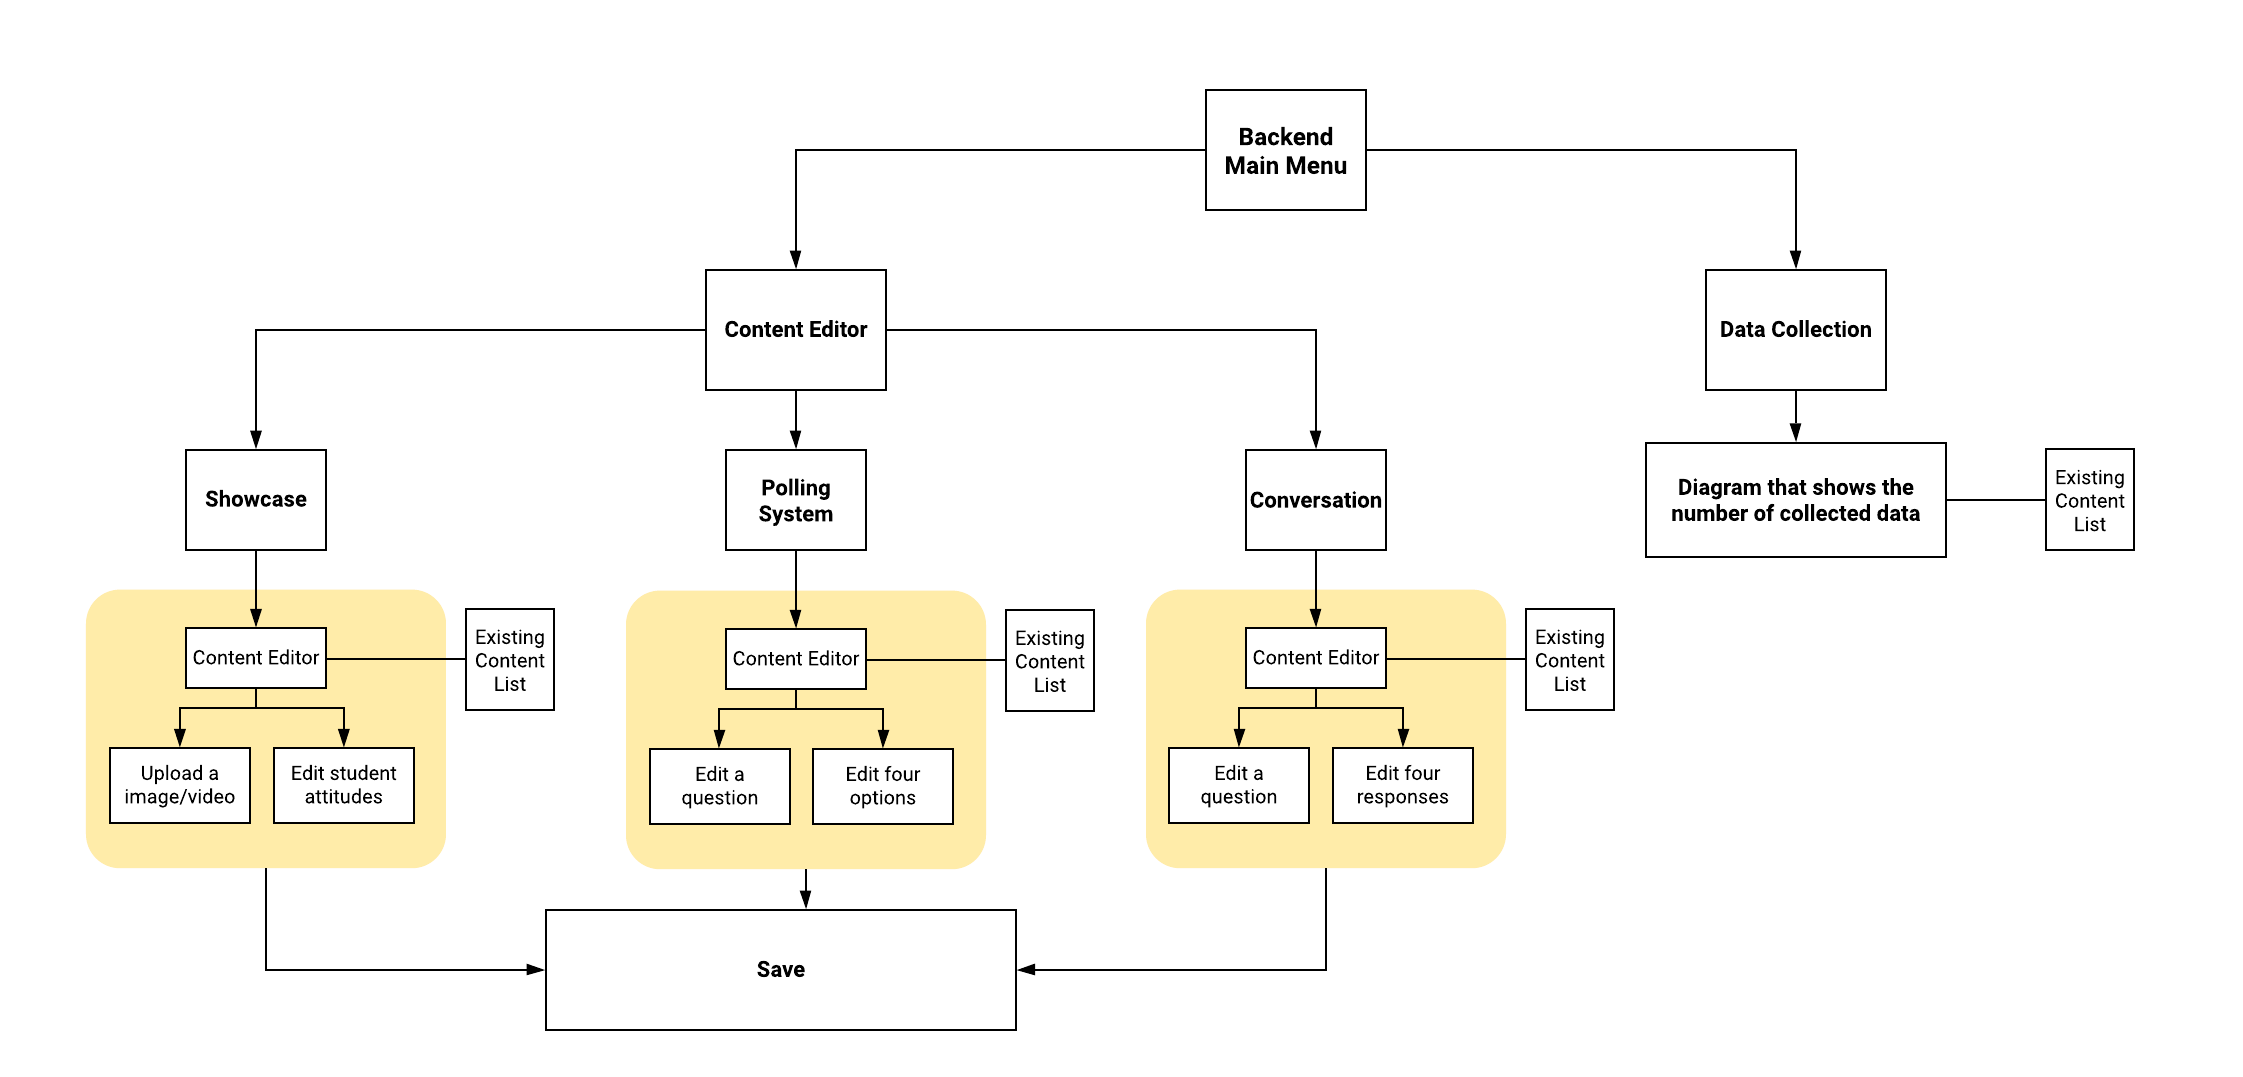 Backend
Main Menu
Content Editor
Data Collection
Showcase
Polling
System
Conversation
Diagram that shows the
number of collected data
Existing
Content
List
Content Editor
Existing
Content
List
Content Editor
Existing
Content
List
Content Editor
Existing
Content
List
Upload a
image/video
Edit student
attitudes
Edit a
question
Edit four
options
Edit a
question
Edit four
responses
Save